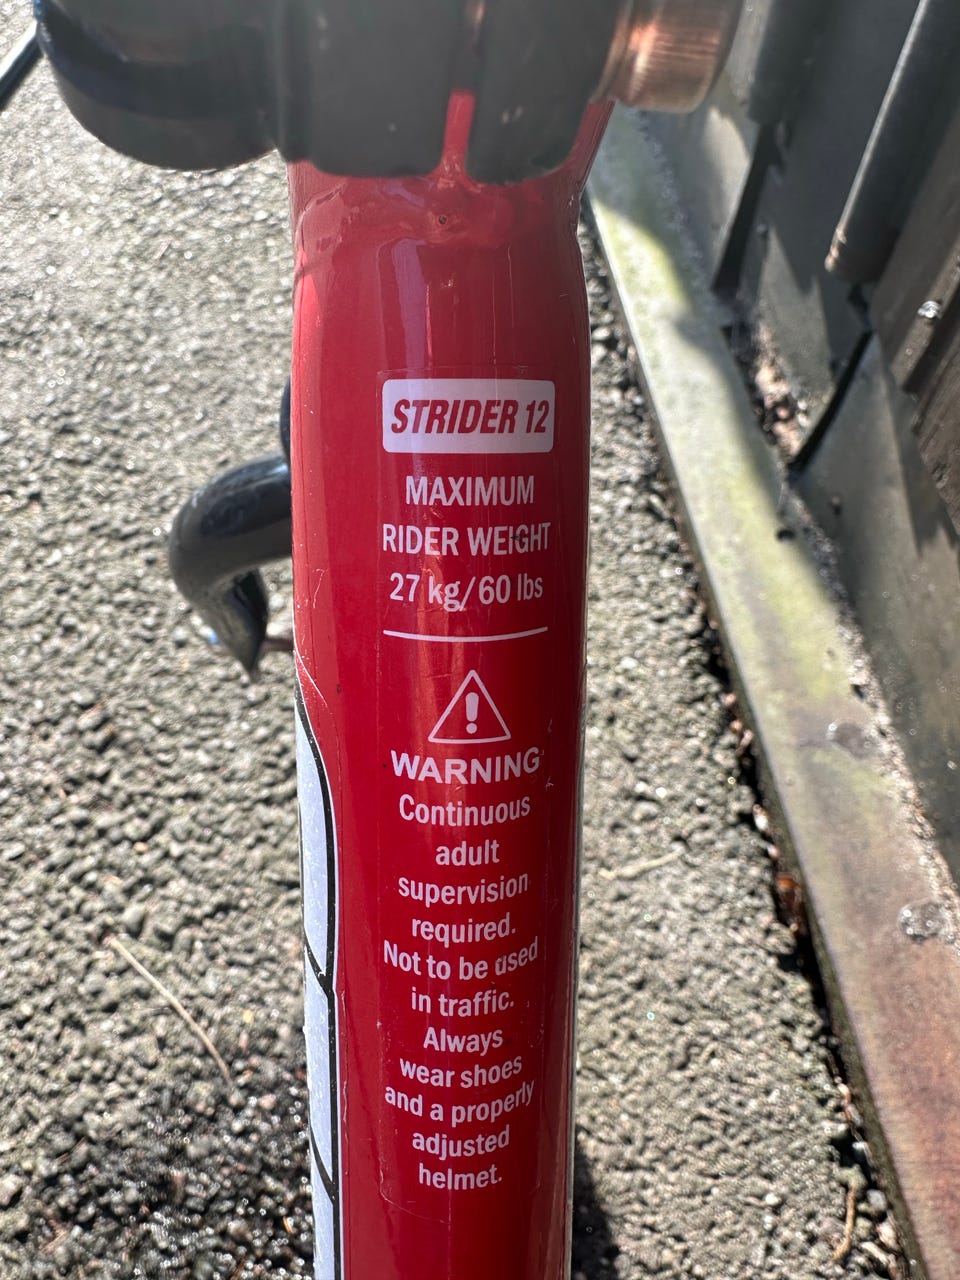 STRIDER 12
MAXIMUM
RIDER WEIGHT
27 kg/60 lbs
WARNING
Continuous
adult
supervision
required.
Not to be used
in traffic.
Always
wear shoes
and a properly
adjusted
helmet.